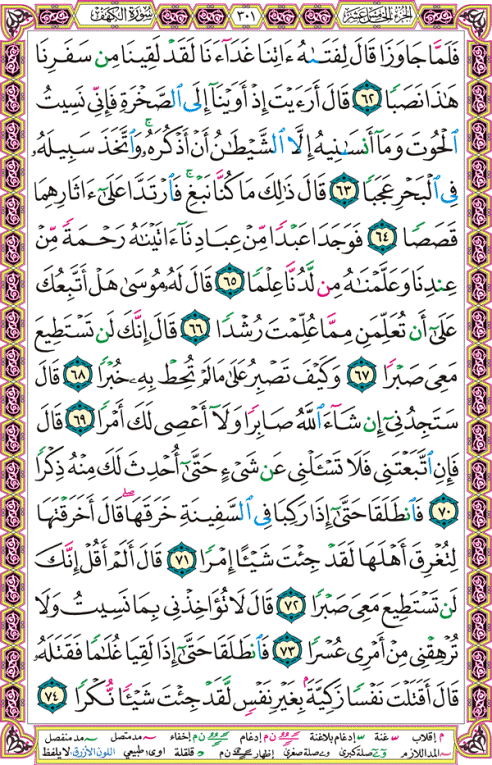 الجزء الخامس عشر ٣٠١ سورة الكهف
فَلَمَّا جَاوَزَا قَالَ لِفَتَىٰهُ ءَاتِنَا غَدَآءَنَا لَقَدۡ لَقِينَا مِن سَفَرِنَا
هَٰذَا نَصَبٗا ٦٢ قَالَ أَرَءَيۡتَ إِذۡ أَوَيۡنَآ إِلَى ٱلصَّخۡرَةِ فَإِنِّي نَسِيتُ
ٱلۡحُوتَ وَمَآ أَنسَىٰنِيهُ إِلَّا ٱلشَّيۡطَٰنُ أَنۡ أَذۡكُرَهُۥۚ وَٱتَّخَذَ سَبِيلَهُۥ
فِي ٱلۡبَحۡرِ عَجَبٗا ٦٣ قَالَ ذَٰلِكَ مَا كُنَّا نَبۡغِۚ فَٱرۡتَدَّا عَلَىٰٓ ءَاثَارِهِمَا
قَصَصٗا ٦٤ فَوَجَدَا عَبۡدٗا مِّنۡ عِبَادِنَآ ءَاتَيۡنَٰهُ رَحۡمَةٗ مِّنۡ
عِندِنَا وَعَلَّمۡنَٰهُ مِن لَّدُنَّا عِلۡمٗا ٦٥ قَالَ لَهُۥ مُوسَىٰ هَلۡ أَتَّبِعُكَ
عَلَىٰٓ أَن تُعَلِّمَنِ مِمَّا عُلِّمۡتَ رُشۡدٗا ٦٦ قَالَ إِنَّكَ لَن تَسۡتَطِيعَ
مَعِيَ صَبۡرٗا ٦٧ وَكَيۡفَ تَصۡبِرُ عَلَىٰ مَا لَمۡ تُحِطۡ بِهِۦ خُبۡرٗا ٦٨ قَالَ
سَتَجِدُنِيٓ إِن شَآءَ ٱللَّهُ صَابِرٗا وَلَآ أَعۡصِي لَكَ أَمۡرٗا ٦٩ قَالَ
فَإِنِ ٱتَّبَعۡتَنِي فَلَا تَسۡـَٔلۡنِي عَن شَيۡءٍ حَتَّىٰٓ أُحۡدِثَ لَكَ مِنۡهُ ذِكۡرٗا
٧٠ فَٱنطَلَقَا حَتَّىٰٓ إِذَا رَكِبَا فِي ٱلسَّفِينَةِ خَرَقَهَاۖ قَالَ أَخَرَقۡتَهَا
لِتُغۡرِقَ أَهۡلَهَا لَقَدۡ جِئۡتَ شَيۡـًٔا إِمۡرٗا ٧١ قَالَ أَلَمۡ أَقُلۡ إِنَّكَ
لَن تَسۡتَطِيعَ مَعِيَ صَبۡرٗا ٧٢ قَالَ لَا تُؤَاخِذۡنِي بِمَا نَسِيتُ وَلَا
تُرۡهِقۡنِي مِنۡ أَمۡرِي عُسۡرٗا ٧٣ فَٱنطَلَقَا حَتَّىٰٓ إِذَا لَقِيَا غُلَٰمٗا فَقَتَلَهُۥ
قَالَ أَقَتَلۡتَ نَفۡسٗا زَكِيَّةَۢ بِغَيۡرِ نَفۡسٖ لَّقَدۡ جِئۡتَ شَيۡـٔٗا نُّكۡرٗا ٧٤
م إقلاب غنة إدغام بلاغنة ن م إدغام ن م إخفاء مد متصل مد منفصل
المد اللازم صلة كبرى وصلة صغرى إظهار ن م قلقلة اوى طبيعي اللون الأزرق لا يلفظ